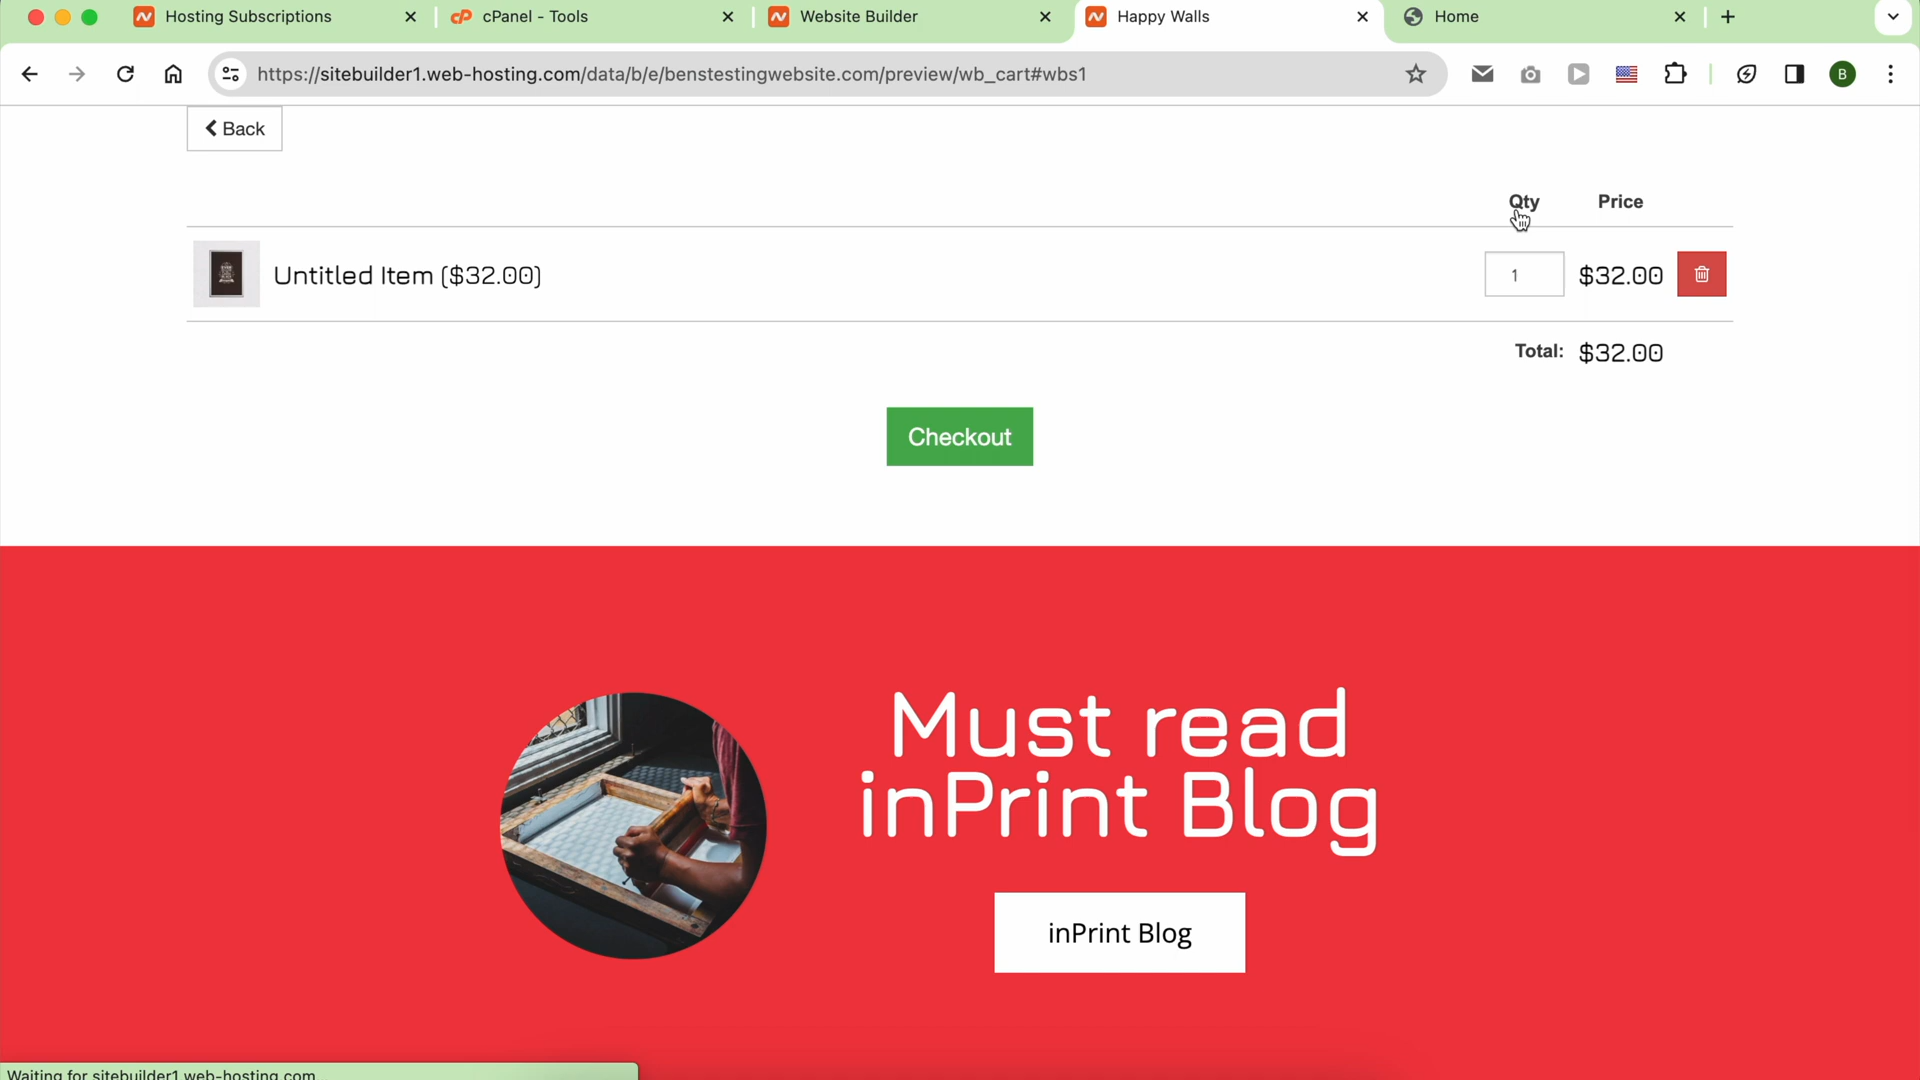 Hosting Subscriptions
cPanel - Tools
Website Builder
Happy Walls
Home
https://sitebuilder1.web-hosting.com/data/b/e/benstestingwebsite.com/preview/wb_cart#wbs1
B
Back
Qty Price
Untitled Item ($32.00) 1 $32.00
Total: $32.00
Checkout
Must read
inPrint Blog
inPrint Blog
Waiting for sitebuilder1.web-hosting.com...